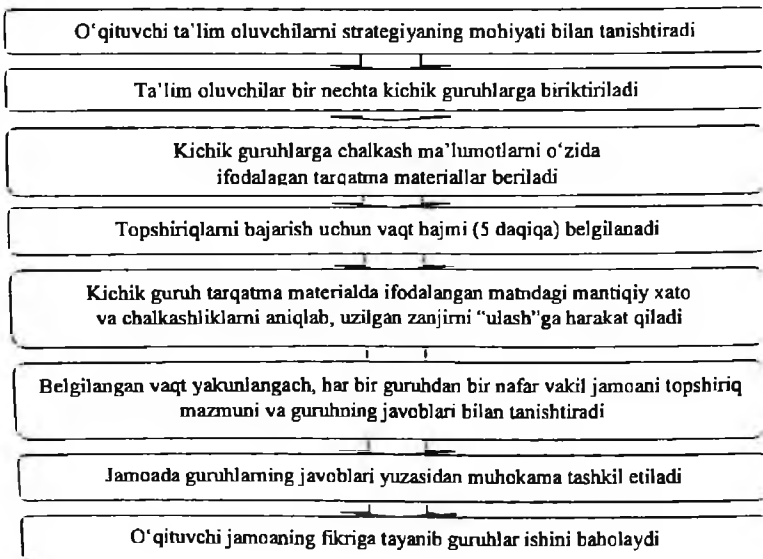 O‘qituvchi ta’lim oluvchilarni strategiyaning mohiyati bilan tanishtiradi
Ta’lim oluvchilar bir nechta kichik guruhlarga biriktiriladi
Kichik guruhlarga chalkash ma’lumotlarni o‘zida
ifodalagan tarqatma materiallar beriladi
Topshiriqlarni bajarish uchun vaqt hajmi (5 daqiqa) belgilanadi
Kichik guruh tarqatma materialda ifodalangan matndagi mantiqiy xato
va chalkashliklarni aniqlab, uzilgan zanjirni “ulash”ga harakat qiladi
Belgilangan vaqt yakunlangach, har bir guruhdan bir nafar vakil jamoani topshiriq
mazmuni va guruhning javoblari bilan tanishtiradi
Jamoada guruhlarning javoblari yuzasidan muhokama tashkil etiladi
O‘qituvchi jamoaning fikriga tayanib guruhlar ishini baholaydi